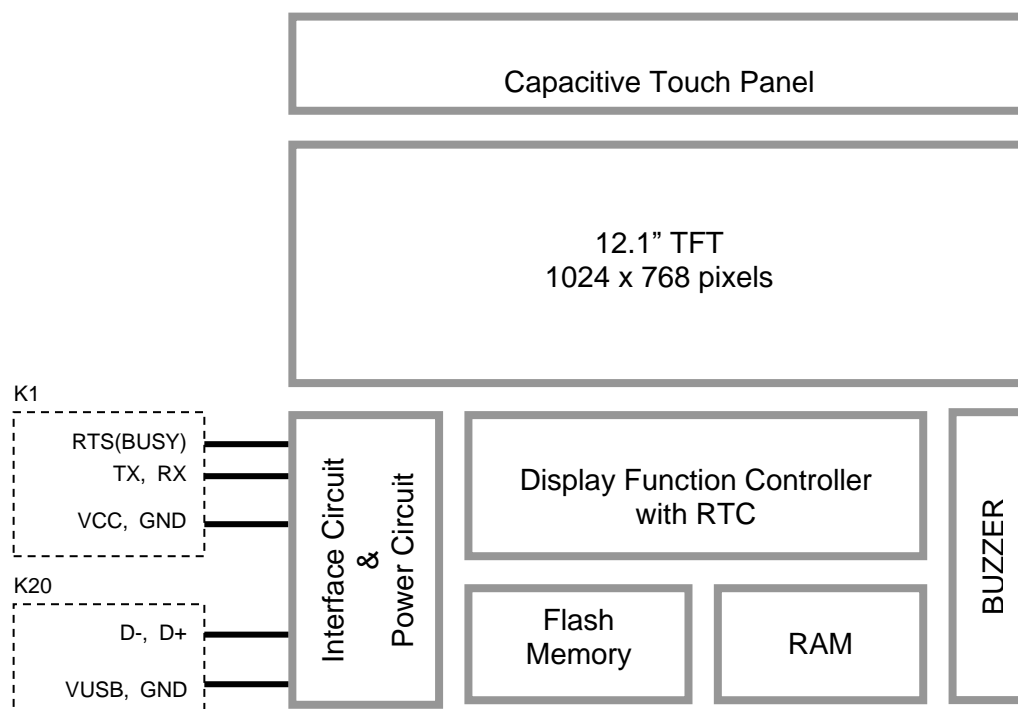 Capacitive Touch Panel
12.1” TFT
1024 x 768 pixels
K1
RTS(BUSY)
TX, RX
VCC, GND
K20
D-, D+
VUSB, GND
Interface Circuit
&
Power Circuit
Display Function Controller
with RTC
Flash
Memory
RAM
BUZZER